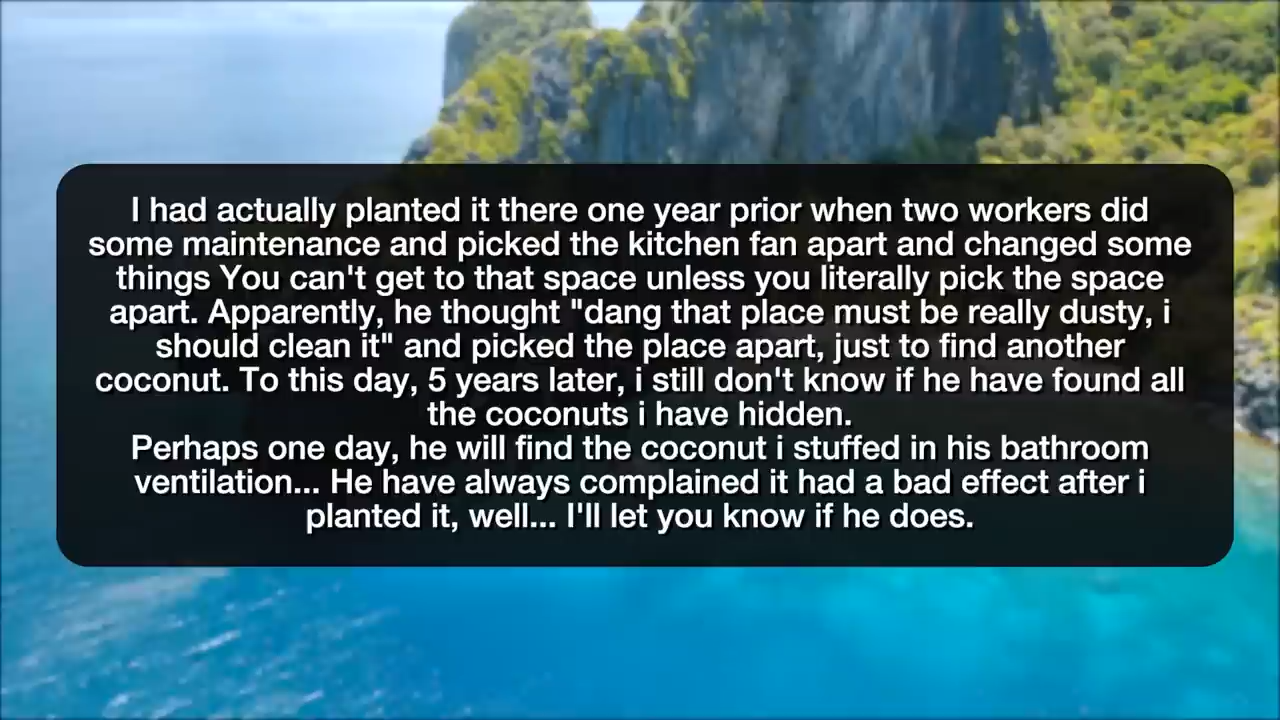 I had actually planted it there one year prior when two workers did
some maintenance and picked the kitchen fan apart and changed some
things You can't get to that space unless you literally pick the space
apart. Apparently, he thought "dang that place must be really dusty, i
should clean it" and picked the place apart, just to find another
coconut. To this day, 5 years later, i still don't know if he have found all
the coconuts i have hidden.
Perhaps one day, he will find the coconut i stuffed in his bathroom
ventilation... He have always complained it had a bad effect after i
planted it, well... I'll let you know if he does.